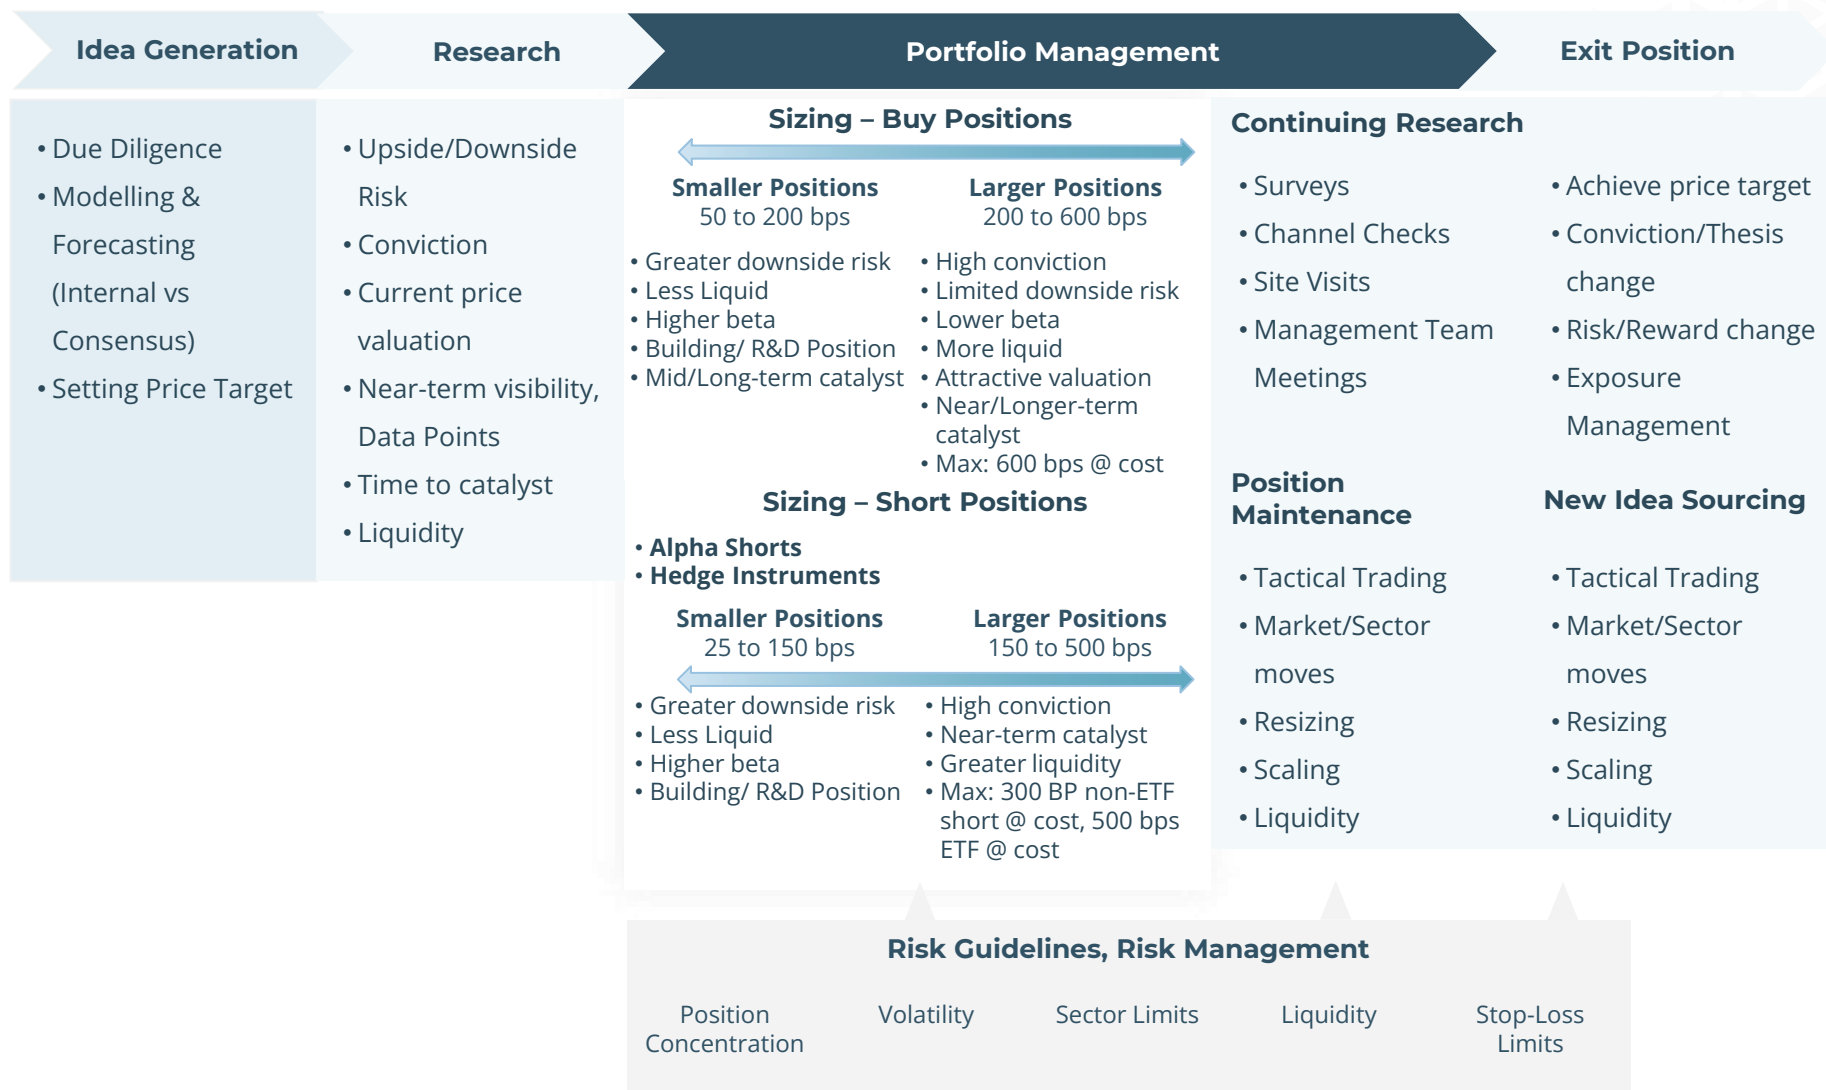 Idea Generation
Research
Portfolio Management
Exit Position
• Due Diligence
• Modelling &
Forecasting
(Internal vs
Consensus)
• Setting Price Target
• Upside/Downside
Risk
• Conviction
• Current price
valuation
• Near-term visibility,
Data Points
• Time to catalyst
• Liquidity
Sizing – Buy Positions
Smaller Positions
50 to 200 bps
• Greater downside risk
• Less Liquid
• Higher beta
• Building/ R&D Position
• Mid/Long-term catalyst
Larger Positions
200 to 600 bps
• High conviction
• Limited downside risk
• Lower beta
• More liquid
• Attractive valuation
• Near/Longer-term
catalyst
• Max: 600 bps @ cost
Sizing – Short Positions
• Alpha Shorts
• Hedge Instruments
Smaller Positions
25 to 150 bps
• Greater downside risk
• Less Liquid
• Higher beta
• Building/ R&D Position
Larger Positions
150 to 500 bps
• High conviction
• Near-term catalyst
• Greater liquidity
• Max: 300 BP non-ETF
short @ cost, 500 bps
ETF @ cost
Continuing Research
• Surveys
• Channel Checks
• Site Visits
• Management Team
Meetings
• Achieve price target
• Conviction/Thesis
change
• Risk/Reward change
• Exposure
Management
Position
Maintenance
• Tactical Trading
• Market/Sector
moves
• Resizing
• Scaling
• Liquidity
New Idea Sourcing
• Tactical Trading
• Market/Sector
moves
• Resizing
• Scaling
• Liquidity
Risk Guidelines, Risk Management
Position
Concentration
Volatility
Sector Limits
Liquidity
Stop-Loss
Limits